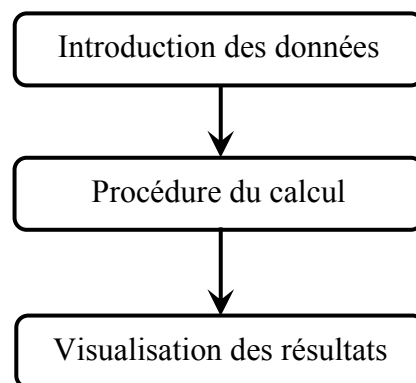 Introduction des données
Procédure du calcul
Visualisation des résultats